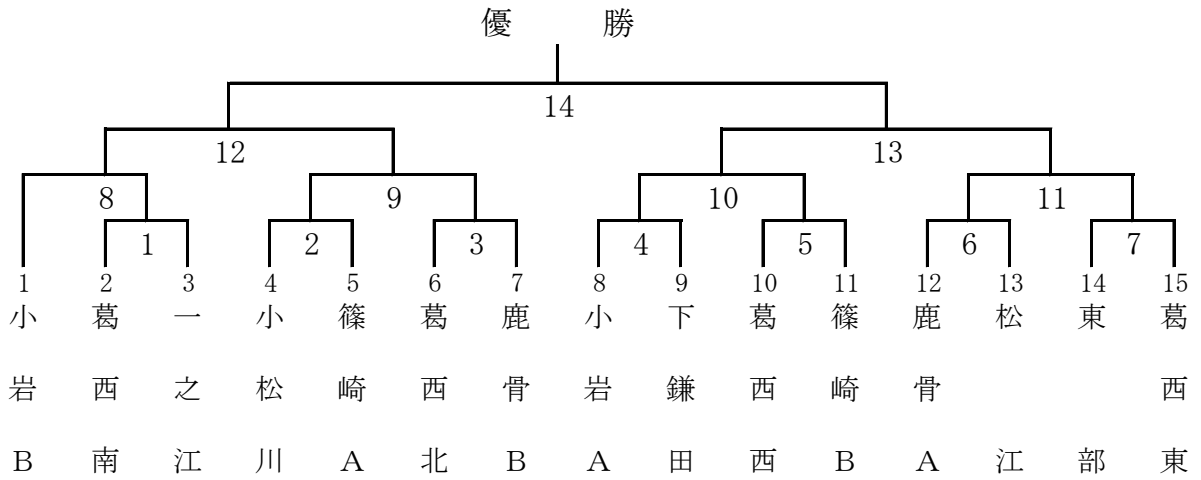 優 勝
14
12 13
8 9 10 11
1 2 3 4 5 6 7
1 2 3 4 5 6 7 8 9 10 11 12 13 14 15
小 葛 一 小 篠 葛 鹿 小 下 葛 篠 鹿 松 東 葛
岩 西 之 松 崎 西 骨 岩 鎌 西 崎 骨 西
B 南 江 川 A 北 B A 田 西 B A 江 部 東